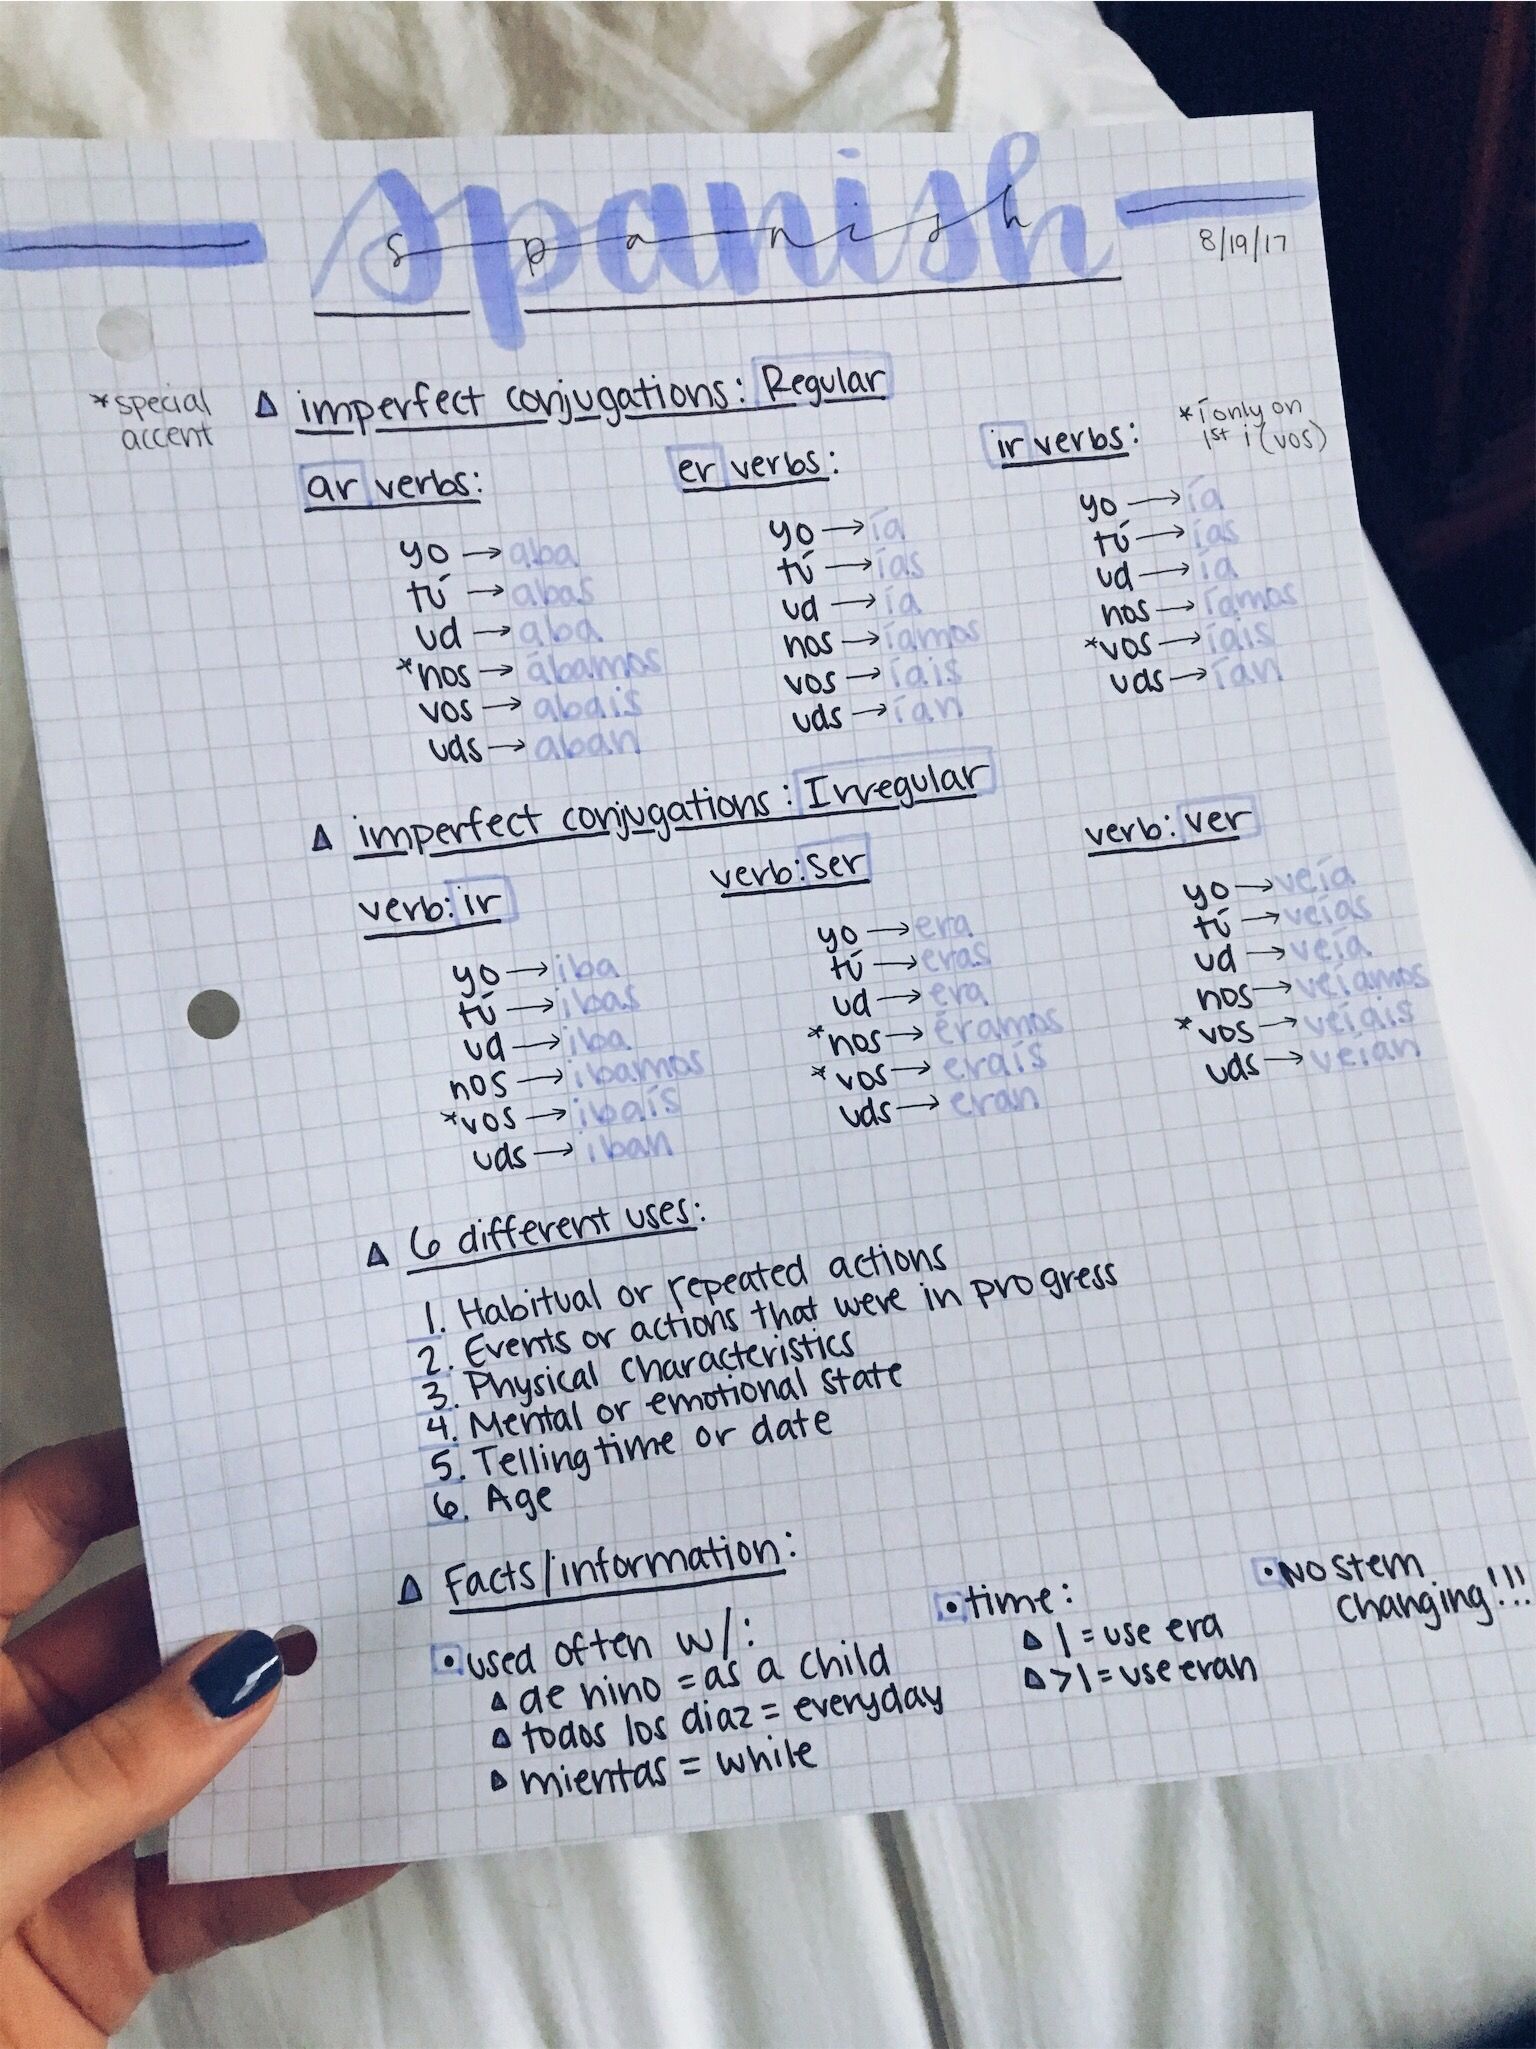 spanish
spanish
8/19/17
*special
accent
imperfect conjugations: Regular
ar verbs:
yo → aba
tú → abas
ud → aba
*nos → ábamos
vos → abais
uds → aban
er verbs:
yo → ía
tú → ías
ud → ía
nos → íamos
vos → íais
uds → ían
ir verbs:
*í only on
1st i (vos)
yo → ía
tú → ías
ud → ía
nos → íamos
*vos → íais
uds → ían
imperfect conjugations: Irregular
verb: ir
yo → iba
tú → ibas
ud → iba
nos → ibamos
*vos → ibaís
uds → iban
verb: ser
yo → era
tú → eras
ud → era
*nos → éramos
*vos → eraís
uds → eran
verb: ver
yo → veía
tú → veías
ud → veía
nos → veíamos
*vos → veíais
uds → veían
6 different uses:
1. Habitual or repeated actions
2. Events or actions that were in progress
3. Physical characteristics
4. Mental or emotional state
5. Telling time or date
6. Age
Facts/information:
• used often w/:
de nino = as a child
todos los diaz = everyday
mientas = while
• time:
1 = use era
>1 = use eran
• No stem
changing!!!